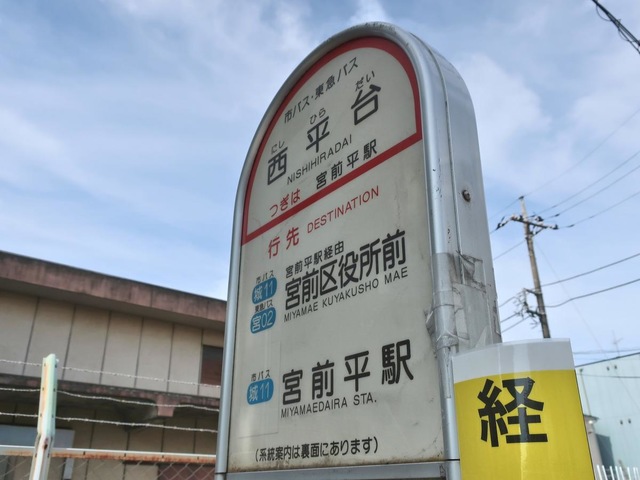 市バス・東急バス
にし ひら だい
西平台
NISHIHIRADAI
つぎは 宮前平駅
行先 DESTINATION
宮前平駅経由
市バス 城11 宮前区役所前
東急バス 宮02 MIYAMAE KUYAKUSHO MAE
市バス
城11 宮前平駅
MIYAMAEDAIRA STA.
(系統案内は裏面にあります)
経